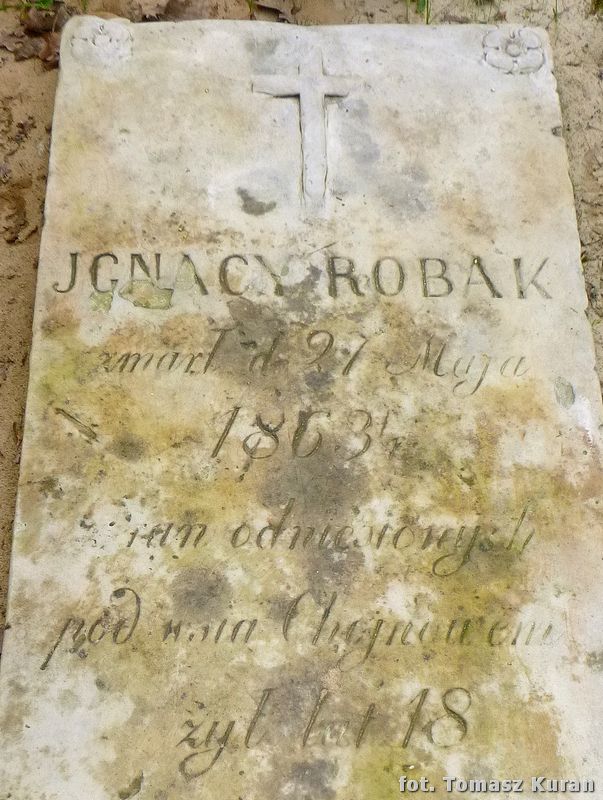 JGNACY ROBAK
zmarł d. 27 Maja
1863 r.
ran odniesionych
pod wsią Chojnowem
żył lat 18
fot. Tomasz Kuran